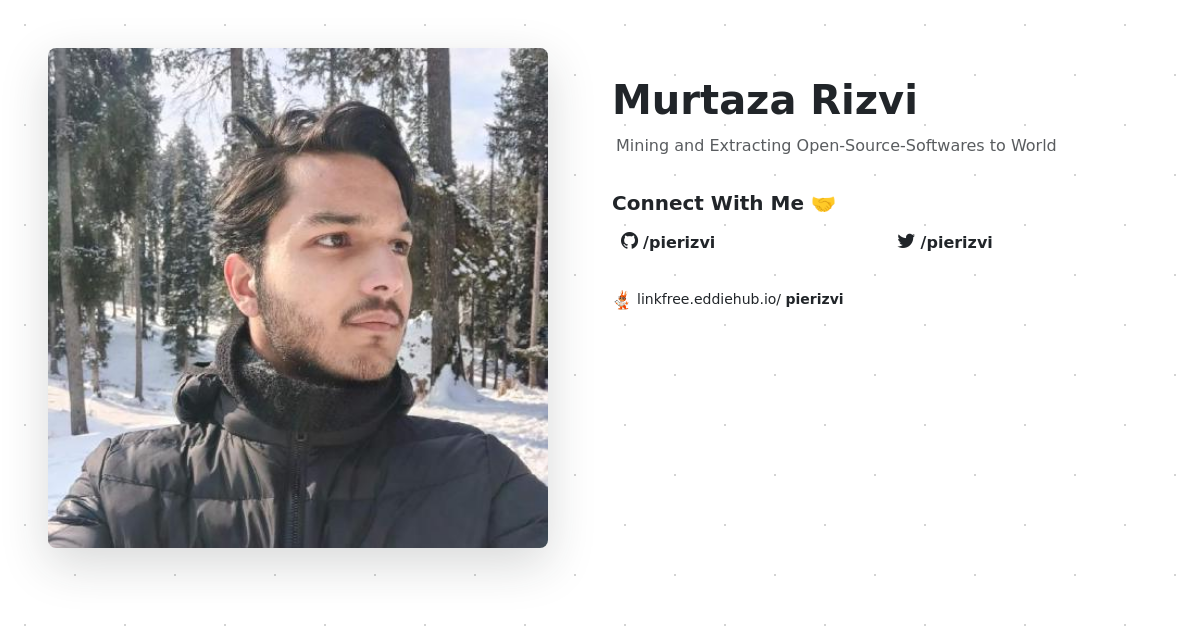 Murtaza Rizvi
Mining and Extracting Open-Source-Softwares to World
Connect With Me 🤝
/pierizvi
/pierizvi
linkfree.eddiehub.io/ pierizvi